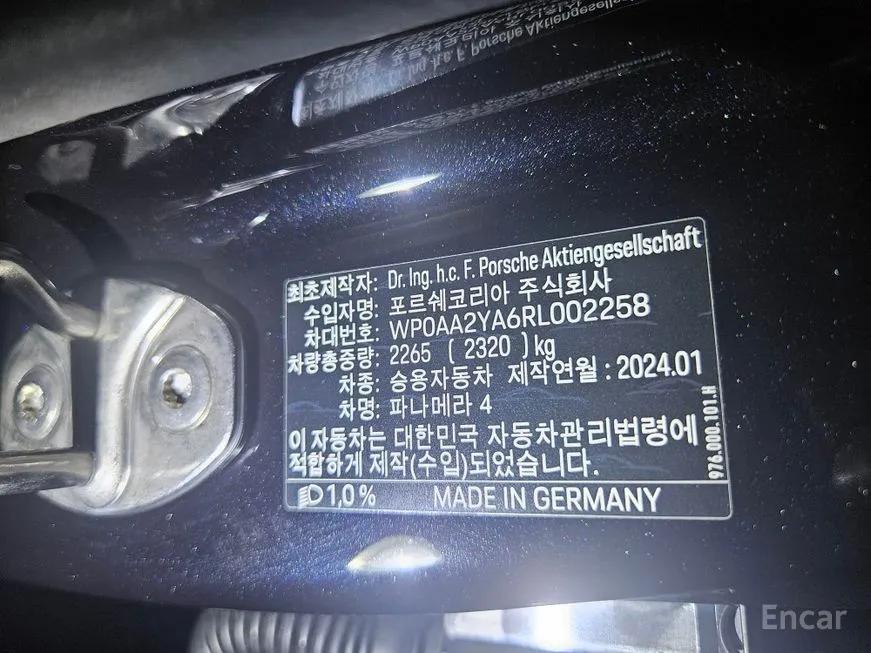 최초제작자: Dr. Ing. h.c. F. Porsche Aktiengesellschaft
수입자명: 포르쉐코리아 주식회사
차대번호: WP0AA2YA6RL002258
차량총중량: 2265 ( 2320 ) kg
차종: 승용자동차 제작연월 : 2024.01
차명: 파나메라 4
이 자동차는 대한민국 자동차관리법령에
적합하게 제작(수입)되었습니다.
1,0 % MADE IN GERMANY
976.000.101.H
Encar